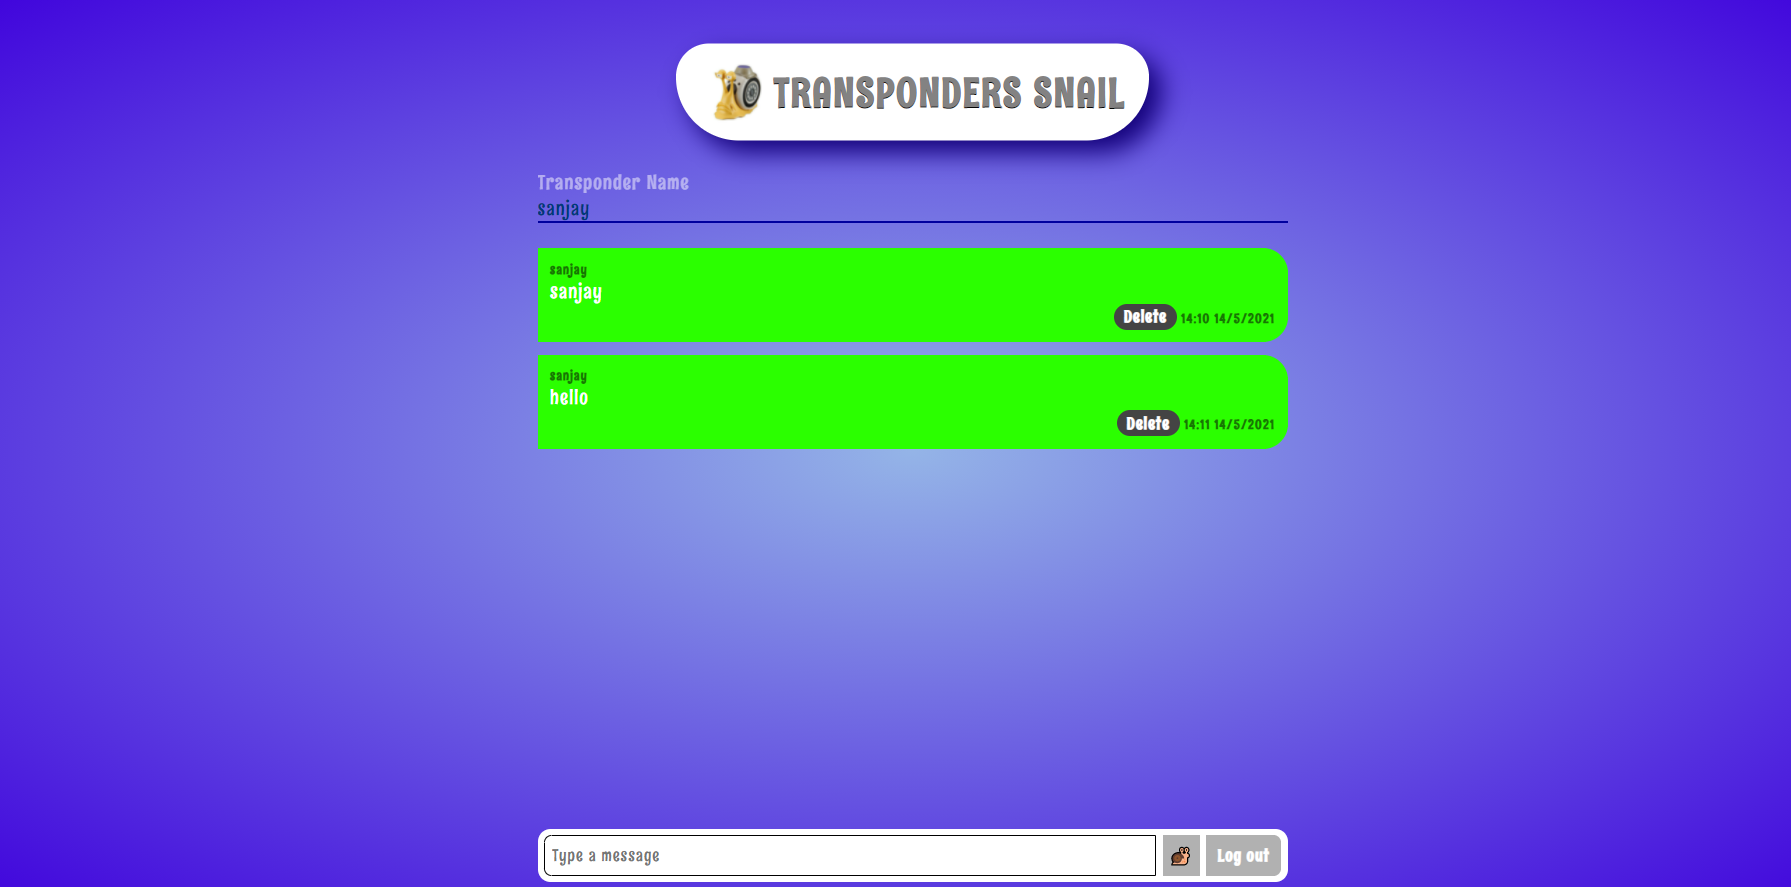 TRANSPONDERS SNAIL
Transponder Name
sanjay
sanjay
sanjay
Delete 14:10 14/5/2021
sanjay
hello
Delete 14:11 14/5/2021
Type a message
Log out